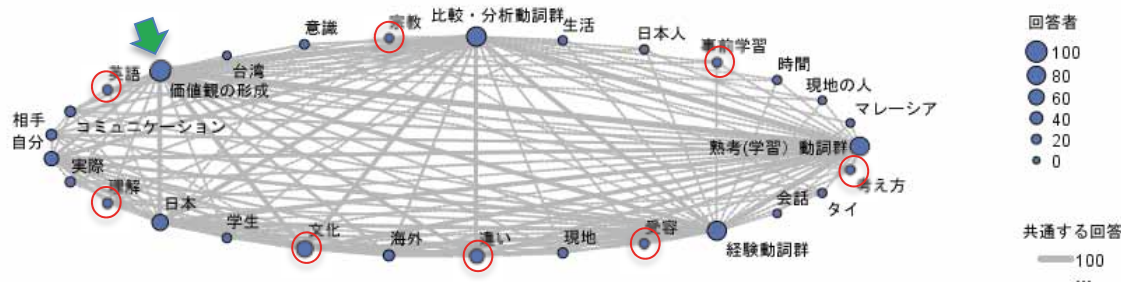 意識
宗教
比較・分析動詞群
生活
日本人
事前学習
時間
現地の人
マレーシア
熟考(学習）動詞群
考え方
タイ
会話
経験動詞群
受容
現地
違い
海外
文化
学生
日本
理解
実際
自分
相手
コミュニケーション
英語
価値観の形成
台湾
回答者
100
80
60
40
20
0
共通する回答
100